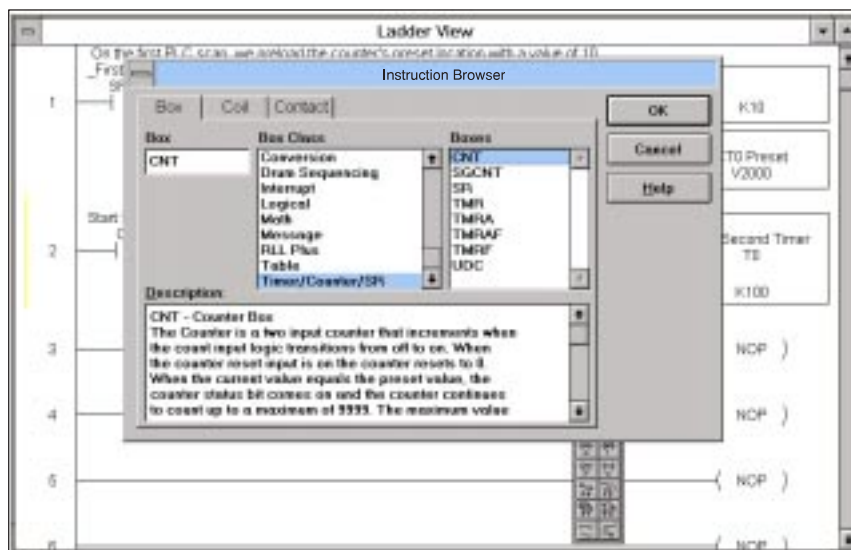 Ladder View
On the first PLC scan, we preload the counter's preset location with a value of 10.
_First
Instruction Browser
Box
Coil
Contact
OK
Cancel
Help
Box
CNT
Box Class
Conversion
Drum Sequencing
Interrupt
Logical
Math
Message
RLL Plus
Table
Timer/Counter/SR
Boxes
CNT
SGCNT
SR
TMR
TMRA
TMRAF
TMRF
UDC
Description:
CNT - Counter Box
The Counter is a two input counter that increments when
the count input logic transitions from off to on. When
the counter reset input is on the counter resets to 0.
When the current value equals the preset value, the
counter status bit comes on and the counter continues
to count up to a maximum of 9999. The maximum value
1
K10
CT0 Preset
V2000
Start
2
Second Timer
T0
K100
3
NOP
4
NOP
5
NOP
6
NOP